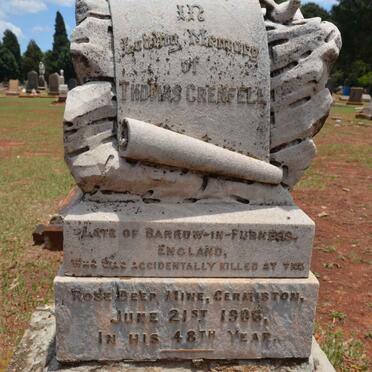 In
Loving Memory
of
THOMAS GRENFELL
LATE OF BARROW-IN-FURNESS,
ENGLAND,
WHO WAS ACCIDENTALLY KILLED AT THE
ROSE DEEP MINE, GERMISTON,
JUNE 21ST 1906,
IN HIS 48TH YEAR.